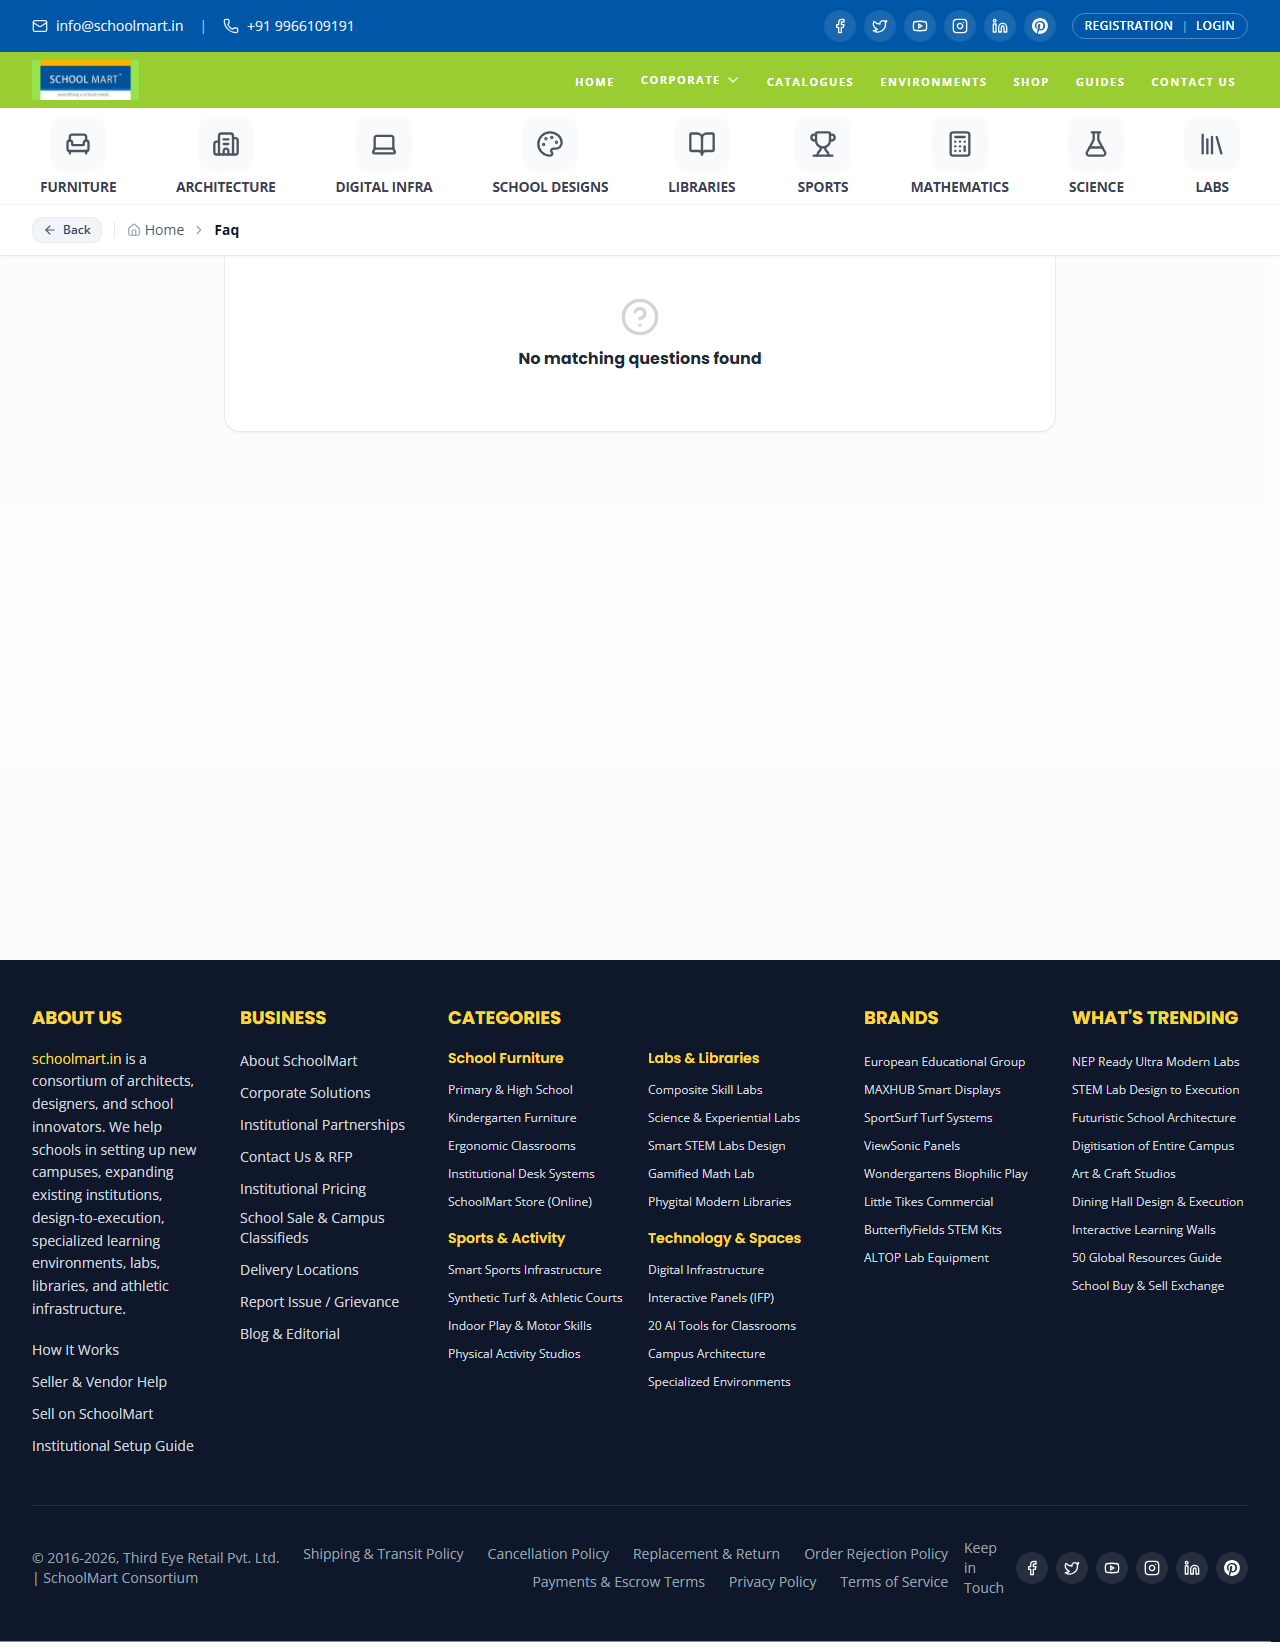 info@schoolmart.in | +91 9966109191
REGISTRATION | LOGIN
SCHOOL MART
everything a school needs
HOME CORPORATE CATALOGUES ENVIRONMENTS SHOP GUIDES CONTACT US
FURNITURE ARCHITECTURE DIGITAL INFRA SCHOOL DESIGNS LIBRARIES SPORTS MATHEMATICS SCIENCE LABS
Back Home Faq
No matching questions found
ABOUT US
schoolmart.in is a
consortium of architects,
designers, and school
innovators. We help
schools in setting up new
campuses, expanding
existing institutions,
design-to-execution,
specialized learning
environments, labs,
libraries, and athletic
infrastructure.
How It Works
Seller & Vendor Help
Sell on SchoolMart
Institutional Setup Guide
BUSINESS
About SchoolMart
Corporate Solutions
Institutional Partnerships
Contact Us & RFP
Institutional Pricing
School Sale & Campus
Classifieds
Delivery Locations
Report Issue / Grievance
Blog & Editorial
CATEGORIES
School Furniture
Primary & High School
Kindergarten Furniture
Ergonomic Classrooms
Institutional Desk Systems
SchoolMart Store (Online)
Labs & Libraries
Composite Skill Labs
Science & Experiential Labs
Smart STEM Labs Design
Gamified Math Lab
Phygital Modern Libraries
Sports & Activity
Smart Sports Infrastructure
Synthetic Turf & Athletic Courts
Indoor Play & Motor Skills
Physical Activity Studios
Technology & Spaces
Digital Infrastructure
Interactive Panels (IFP)
20 AI Tools for Classrooms
Campus Architecture
Specialized Environments
BRANDS
European Educational Group
MAXHUB Smart Displays
SportSurf Turf Systems
ViewSonic Panels
Wondergartens Biophilic Play
Little Tikes Commercial
ButterflyFields STEM Kits
ALTOP Lab Equipment
WHAT'S TRENDING
NEP Ready Ultra Modern Labs
STEM Lab Design to Execution
Futuristic School Architecture
Digitisation of Entire Campus
Art & Craft Studios
Dining Hall Design & Execution
Interactive Learning Walls
50 Global Resources Guide
School Buy & Sell Exchange
© 2016-2026, Third Eye Retail Pvt. Ltd.
| SchoolMart Consortium
Shipping & Transit Policy Cancellation Policy Replacement & Return Order Rejection Policy
Payments & Escrow Terms Privacy Policy Terms of Service
Keep
in
Touch